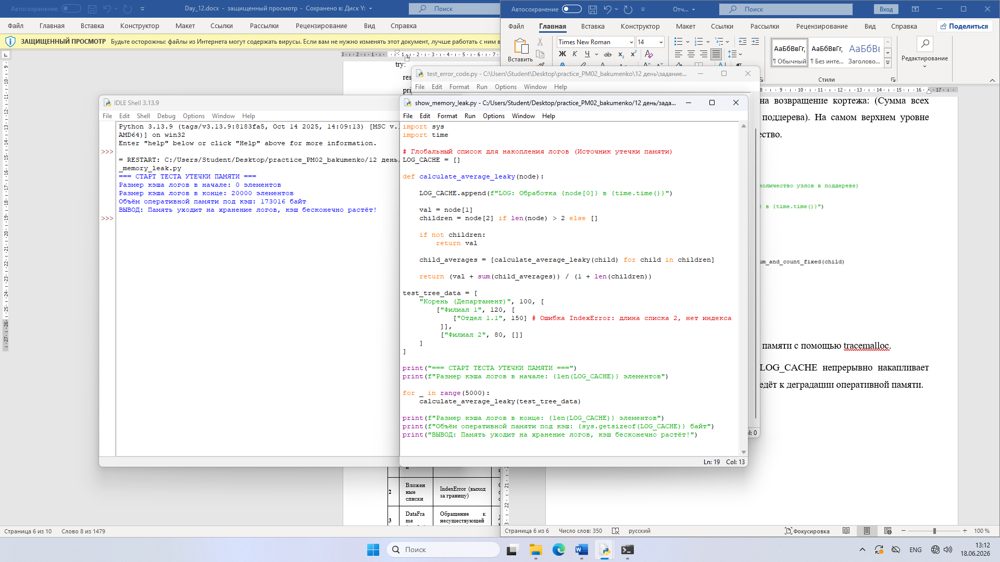 Автосохранение
Day_12.docx - защищенный просмотр - Сохранено в: Диск Y:
Поиск
Файл Главная Вставка Конструктор Макет Ссылки Рассылки Рецензирование Вид Справка
ЗАЩИЩЕННЫЙ ПРОСМОТР Будьте осторожны: файлы из Интернета могут содержать вирусы. Если вам не нужно изменять этот документ, лучше работать с ним в
try:
res
pri
Автосохранение Отч... Поиск Вход
Файл Главная Вставка Конструктор Макет Ссылки Рассылки Рецензирование Вид Справка Поделиться
Вставить
Times New Roman 14
Ж К Ч ab x₂ x²
АаБбВвГг, АаБбВвГг, АаБбВв
¶ Обычный ¶ Без инте... Заголово...
Стили
Редактирование
test_error_code.py - C:\Users\Student\Desktop\practice_PM02_bakumenko\12 день\задание...
File Edit Format Run Options Window Help
IDLE Shell 3.13.9
File Edit Shell Debug Options Window Help
Python 3.13.9 (tags/v3.13.9:8183fa5, Oct 14 2025, 14:09:13) [MSC v.1
AMD64)] on win32
Enter "help" below or click "Help" above for more information.
>>>
= RESTART: C:/Users/Student/Desktop/practice_PM02_bakumenko/12 день/
_memory_leak.py
=== СТАРТ ТЕСТА УТЕЧКИ ПАМЯТИ ===
Размер кэша логов в начале: 0 элементов
Размер кэша логов в конце: 20000 элементов
Объём оперативной памяти под кэш: 173016 байт
ВЫВОД: Память уходит на хранение логов, кэш бесконечно растёт!
>>>
show_memory_leak.py - C:/Users/Student/Desktop/practice_PM02_bakumenko/12 день/зада...
File Edit Format Run Options Window Help
import sys
import time
# Глобальный список для накопления логов (Источник утечки памяти)
LOG_CACHE = []
def calculate_average_leaky(node):
LOG_CACHE.append(f"LOG: Обработка {node[0]} в {time.time()}")
val = node[1]
children = node[2] if len(node) > 2 else []
if not children:
return val
child_averages = [calculate_average_leaky(child) for child in children]
return (val + sum(child_averages)) / (1 + len(children))
test_tree_data = [
"Корень (Департамент)", 100, [
["Филиал 1", 120, [
["Отдел 1.1", 150] # Ошибка IndexError: длина списка 2, нет индекса
]],
["Филиал 2", 80, []]
]
]
print("=== СТАРТ ТЕСТА УТЕЧКИ ПАМЯТИ ===")
print(f"Размер кэша логов в начале: {len(LOG_CACHE)} элементов")
for _ in range(5000):
calculate_average_leaky(test_tree_data)
print(f"Размер кэша логов в конце: {len(LOG_CACHE)} элементов")
print(f"Объём оперативной памяти под кэш: {sys.getsizeof(LOG_CACHE)} байт")
print("ВЫВОД: Память уходит на хранение логов, кэш бесконечно растёт!")
Ln: 19 Col: 13
ol: 0
на возвращение кортежа: (Сумма всех
поддерева). На самом верхнем уровне
ество.
количество узлов в поддереве)
} в {time.time()}")
um_and_count_fixed(child)
памяти с помощью tracemalloc.
LOG_CACHE непрерывно накапливает
едёт к деградации оперативной памяти.
2 Вложен
ные
списки
IndexError (выход
за границу)
3 DataFra
me
Обращение к
несуществующей
Страница 6 из 10 Слово 8 из 1479
Страница 6 из 6 Число слов: 350 русский Фокусировка 100 %
Поиск
ENG
13:12
18.06.2026